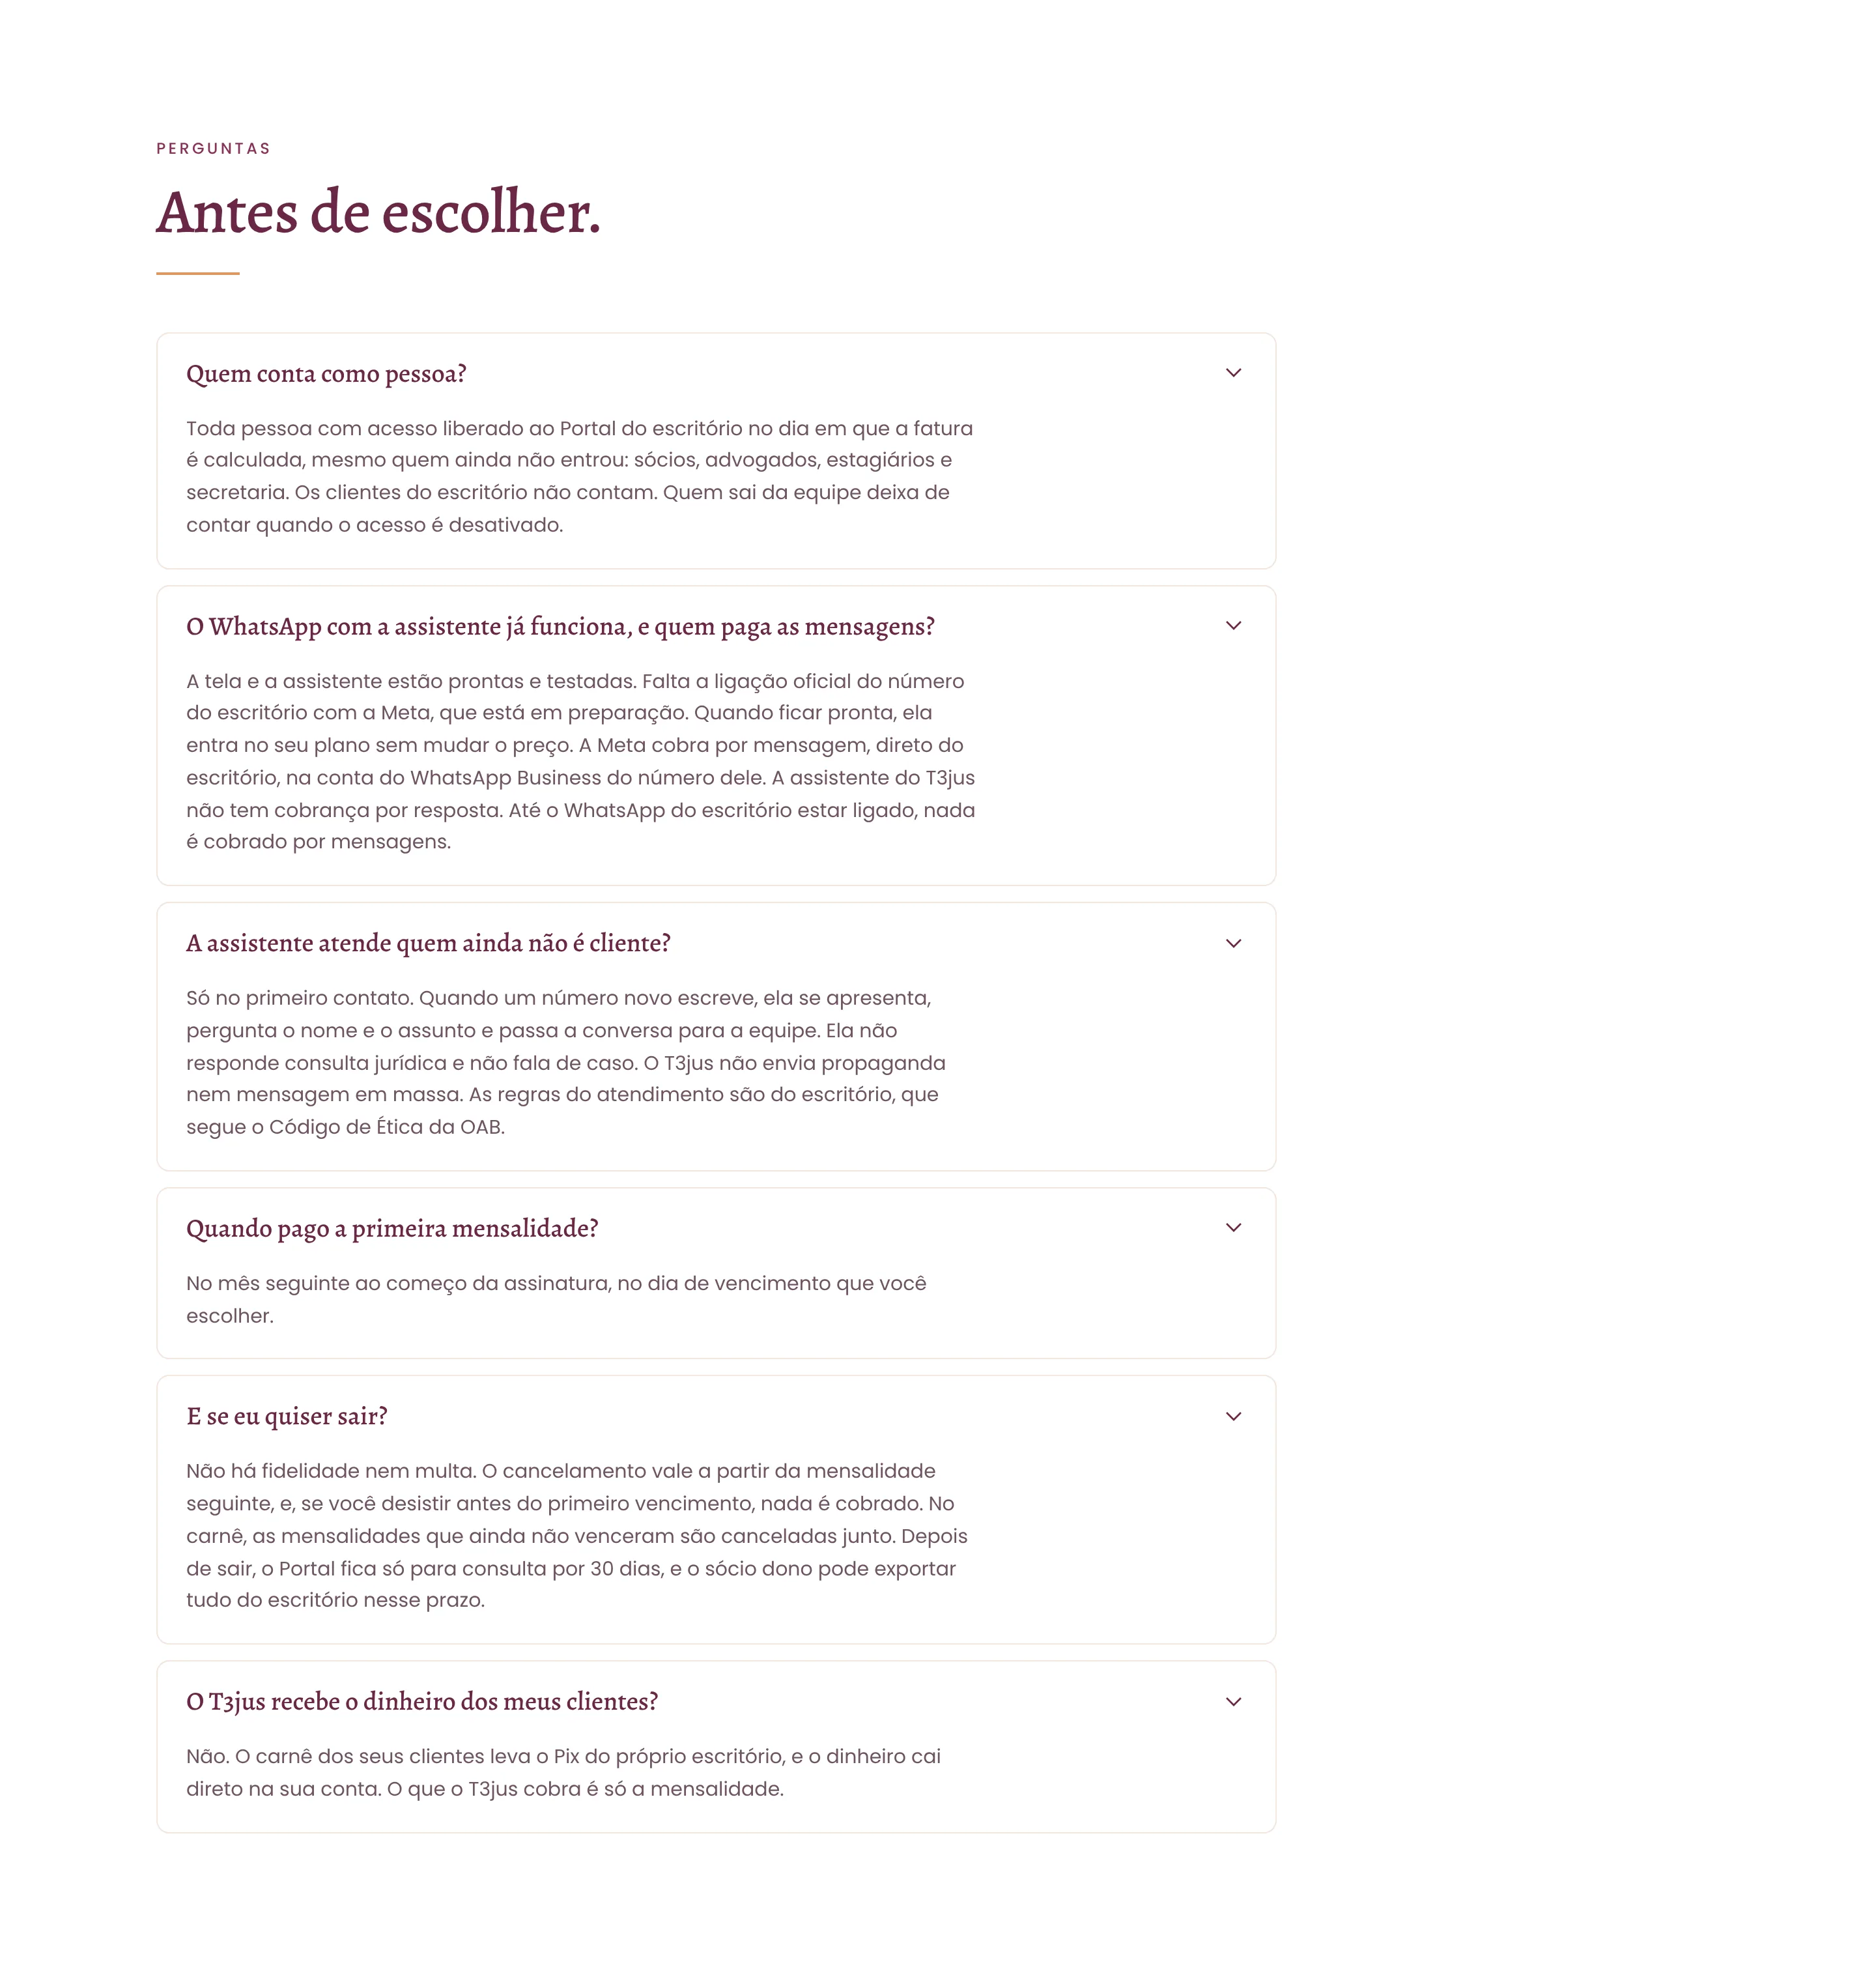 PERGUNTAS
Antes de escolher.
Quem conta como pessoa?
Toda pessoa com acesso liberado ao Portal do escritório no dia em que a fatura
é calculada, mesmo quem ainda não entrou: sócios, advogados, estagiários e
secretaria. Os clientes do escritório não contam. Quem sai da equipe deixa de
contar quando o acesso é desativado.
O WhatsApp com a assistente já funciona, e quem paga as mensagens?
A tela e a assistente estão prontas e testadas. Falta a ligação oficial do número
do escritório com a Meta, que está em preparação. Quando ficar pronta, ela
entra no seu plano sem mudar o preço. A Meta cobra por mensagem, direto do
escritório, na conta do WhatsApp Business do número dele. A assistente do T3jus
não tem cobrança por resposta. Até o WhatsApp do escritório estar ligado, nada
é cobrado por mensagens.
A assistente atende quem ainda não é cliente?
Só no primeiro contato. Quando um número novo escreve, ela se apresenta,
pergunta o nome e o assunto e passa a conversa para a equipe. Ela não
responde consulta jurídica e não fala de caso. O T3jus não envia propaganda
nem mensagem em massa. As regras do atendimento são do escritório, que
segue o Código de Ética da OAB.
Quando pago a primeira mensalidade?
No mês seguinte ao começo da assinatura, no dia de vencimento que você
escolher.
E se eu quiser sair?
Não há fidelidade nem multa. O cancelamento vale a partir da mensalidade
seguinte, e, se você desistir antes do primeiro vencimento, nada é cobrado. No
carnê, as mensalidades que ainda não venceram são canceladas junto. Depois
de sair, o Portal fica só para consulta por 30 dias, e o sócio dono pode exportar
tudo do escritório nesse prazo.
O T3jus recebe o dinheiro dos meus clientes?
Não. O carnê dos seus clientes leva o Pix do próprio escritório, e o dinheiro cai
direto na sua conta. O que o T3jus cobra é só a mensalidade.